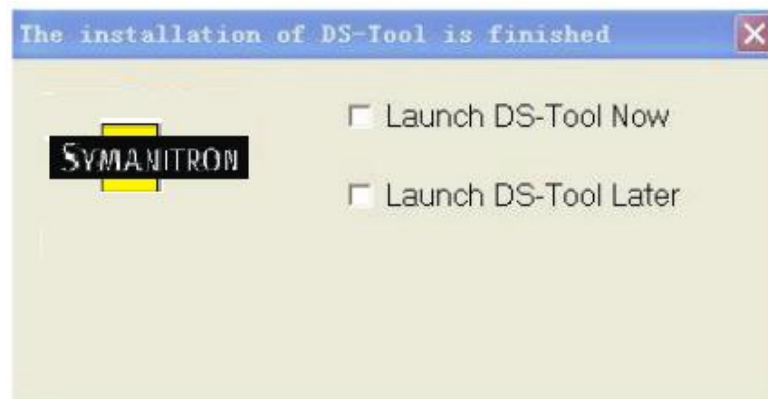 The installation of DS-Tool is finished
Launch DS-Tool Now
SYMANITRON
Launch DS-Tool Later